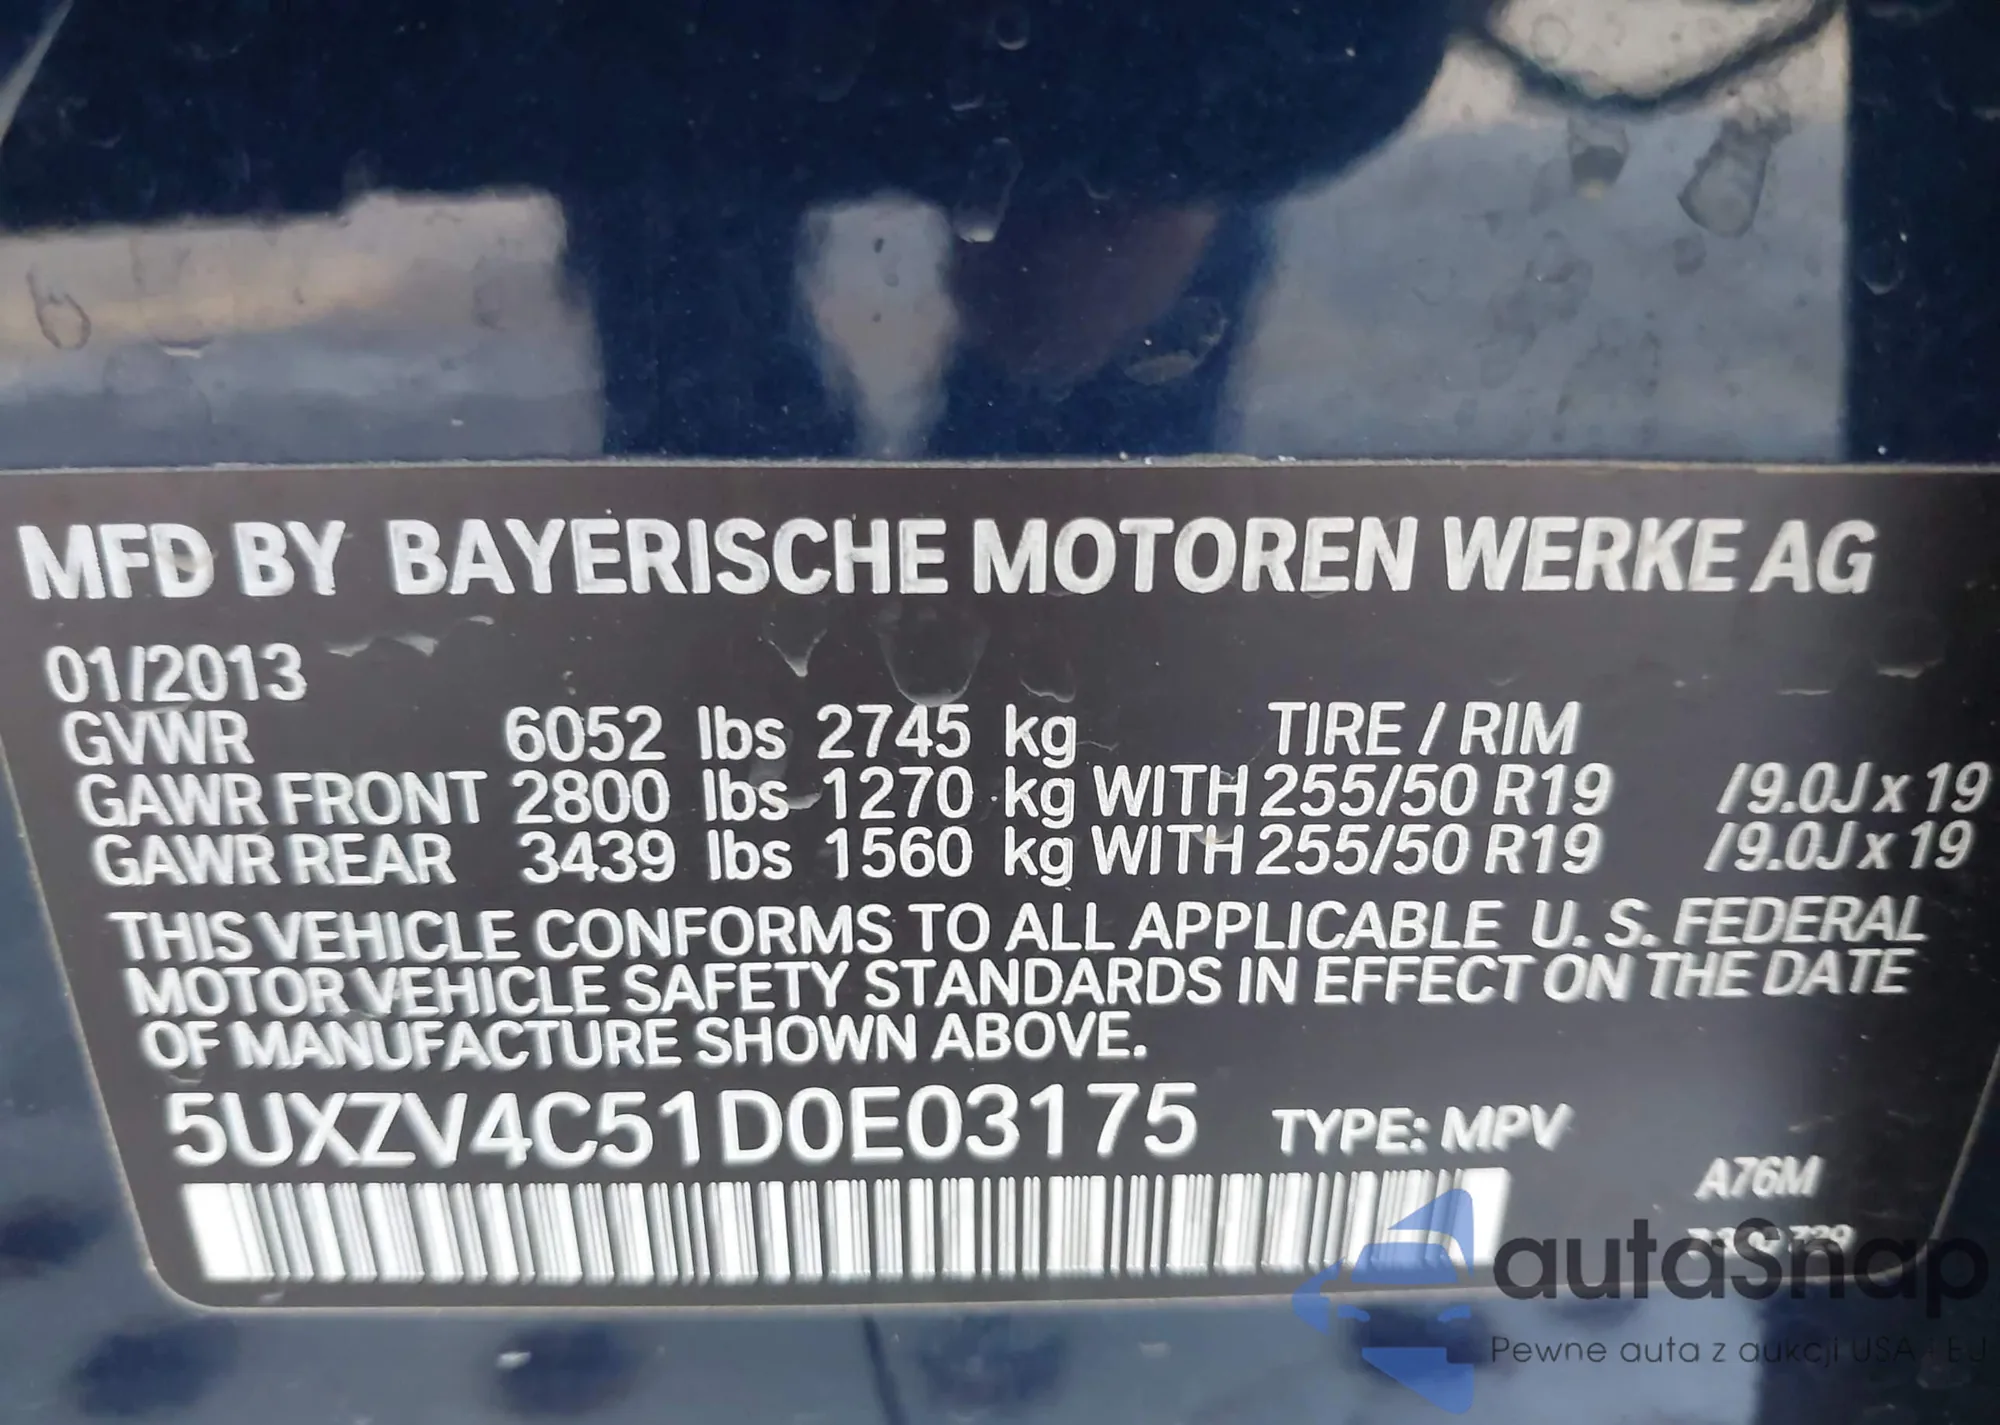 MFD BY BAYERISCHE MOTOREN WERKE AG
01/2013
GVWR 6052 lbs 2745 kg TIRE / RIM
GAWR FRONT 2800 lbs 1270 kg WITH 255/50 R19 /9.0J x 19
GAWR REAR 3439 lbs 1560 kg WITH 255/50 R19 /9.0J x 19
THIS VEHICLE CONFORMS TO ALL APPLICABLE U. S. FEDERAL
MOTOR VEHICLE SAFETY STANDARDS IN EFFECT ON THE DATE
OF MANUFACTURE SHOWN ABOVE.
5UXZV4C51D0E03175 TYPE: MPV
A76M
autaSnap
Pewne auta z aukcji USA i EU